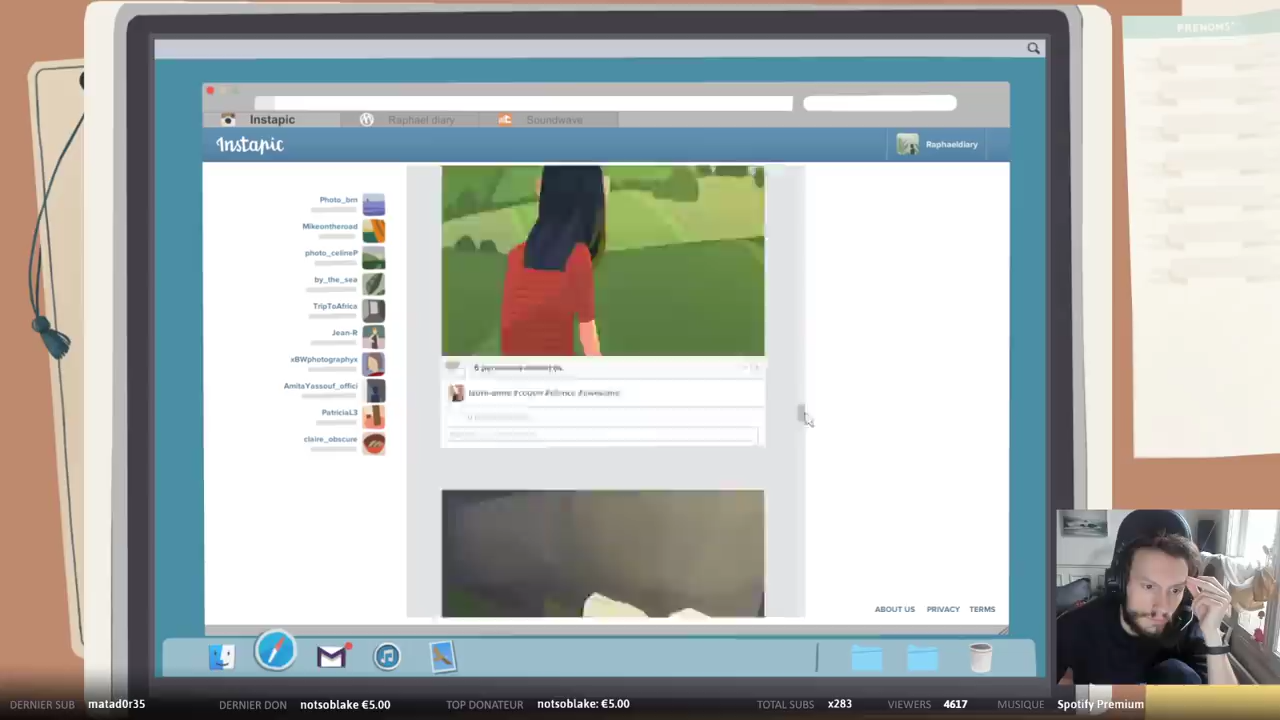 PRENOMS
Instapic
Raphael diary
Soundwave
Instapic
Raphaeldiary
Photo_bm
Mikeontheroad
photo_celineP
by_the_sea
TripToAfrica
Jean-R
xBWphotographyx
AmitaYassouf_offici
PatriciaL3
claire_obscure
ABOUT US PRIVACY TERMS
DERNIER SUB matad0r35
DERNIER DON notsoblake €5.00
TOP DONATEUR notsoblake: €5.00
TOTAL SUBS x283
VIEWERS 4617
MUSIQUE Spotify Premium